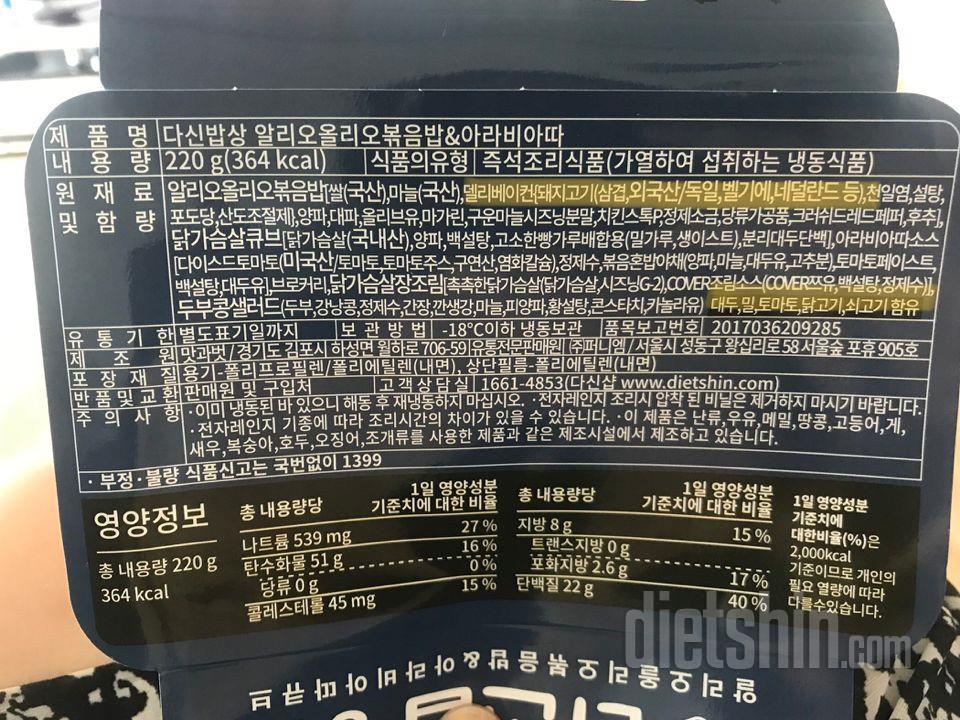 제 품 명 다신밥상 알리오올리오볶음밥&아라비아따
내 용 량 220 g(364 kcal) 식품의유형 즉석조리식품(가열하여 섭취하는 냉동식품)
원 재 료 알리오올리오볶음밥(쌀(국산),마늘(국산),델리베이컨(돼지고기(삼겹,외국산/독일,벨기에,네덜란드 등),천일염,설탕,
및 함 량 포도당,산도조절제),양파,대파,올리브유,마가린,구운마늘시즈닝분말,치킨스톡P,정제소금,당류가공품,크러쉬드레드페퍼,후추],
닭가슴살큐브[닭가슴살(국내산),양파,백설탕,고소한빵가루배합용(밀가루,생이스트),분리대두단백],아라비아따소스
[다이스드토마토(미국산/토마토,토마토주스,구연산,염화칼슘),정제수,볶음혼밥야채(양파,마늘,대두유,고추분),토마토페이스트,
백설탕,대두유],브로커리,닭가슴살장조림[촉촉한닭가슴살(닭가슴살,시즈닝G-2),COVER조림소스(COVER쯔유,백설탕,정제수)],
두부콩샐러드(두부,강낭콩,정제수,간장,깐생강,마늘,피양파,황설탕,콘스타치,카놀라유) 대두,밀,토마토,닭고기,쇠고기 함유
유 통 기 한 별도표기일까지 보 관 방 법 -18℃이하 냉동보관 품목보고번호 2017036209285
제 조 원 맛과벗/경기도 김포시 하성면 월하로 706-59 유통전문판매원 (주)퍼니엠/서울시 성동구 왕십리로 58 서울숲 포휴 905호
포 장 재 질 용기-폴리프로필렌/폴리에틸렌(내면), 상단필름-폴리에틸렌(내면)
반 품 및 교 환 판매원 및 구입처 고객상담실 1661-4853(다신샵 www.dietshin.com)
주 의 사 항 ·이미 냉동된 바 있으니 해동 후 재냉동하지 마십시오. ·전자레인지 조리시 압착 된 비닐은 제거하지 마시기 바랍니다.
·전자레인지 기종에 따라 조리시간의 차이가 있을 수 있습니다. ·이 제품은 난류,우유,메밀,땅콩,고등어,게,
새우,복숭아,호두,오징어,조개류를 사용한 제품과 같은 제조시설에서 제조하고 있습니다.
·부정·불량 식품신고는 국번없이 1399
영양정보
총 내용량 220 g
364 kcal
총 내용량당 1일 영양성분 기준치에 대한 비율
나트륨 539 mg 27 %
탄수화물 51 g 16 %
당류 0 g 0 %
콜레스테롤 45 mg 15 %
총 내용량당 1일 영양성분 기준치에 대한 비율
지방 8 g 15 %
트랜스지방 0 g
포화지방 2.6 g 17 %
단백질 22 g 40 %
1일 영양성분
기준치에
대한비율(%)은
2,000kcal
기준이므로 개인의
필요 열량에 따라
다를수있습니다.
dietshin.com
알리오올리오볶음밥&아라비아따큐브